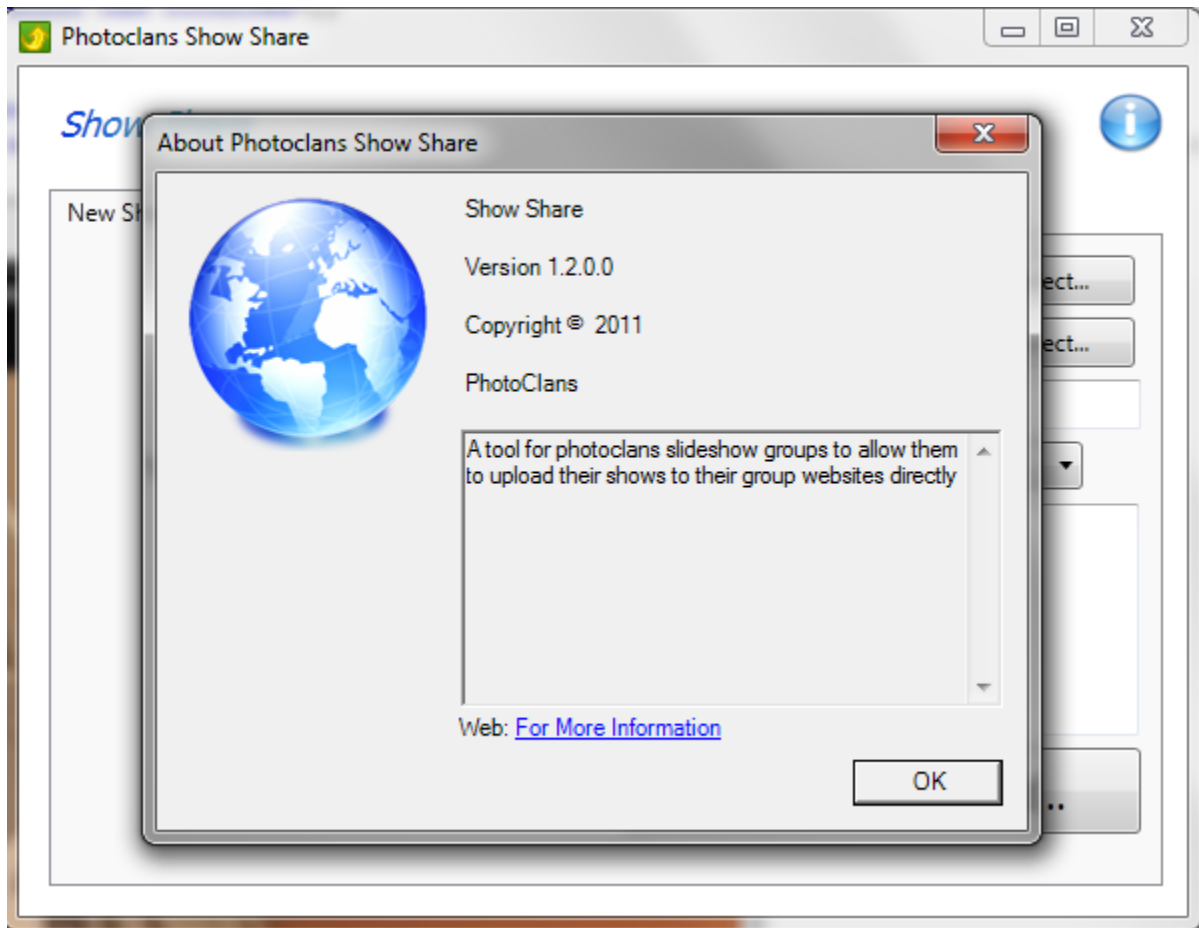 Photoclans Show Share
Show
About Photoclans Show Share
New Sh
Show Share
Version 1.2.0.0
Copyright © 2011
PhotoClans
A tool for photoclans slideshow groups to allow them
to upload their shows to their group websites directly
Web: For More Information
OK
ect...
ect...
..